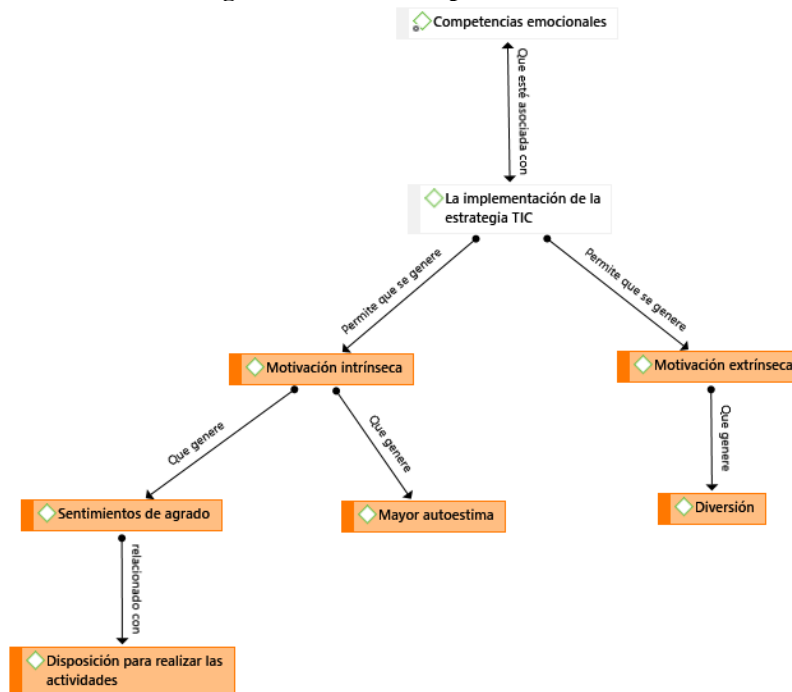 Competencias emocionales
Que esté asociada con
La implementación de la
estrategia TIC
Permite que se genere
Permite que se genere
Motivación intrínseca
Motivación extrínseca
Que genere
Que genere
Que genere
Sentimientos de agrado
Mayor autoestima
Diversión
relacionado con
Disposición para realizar las
actividades